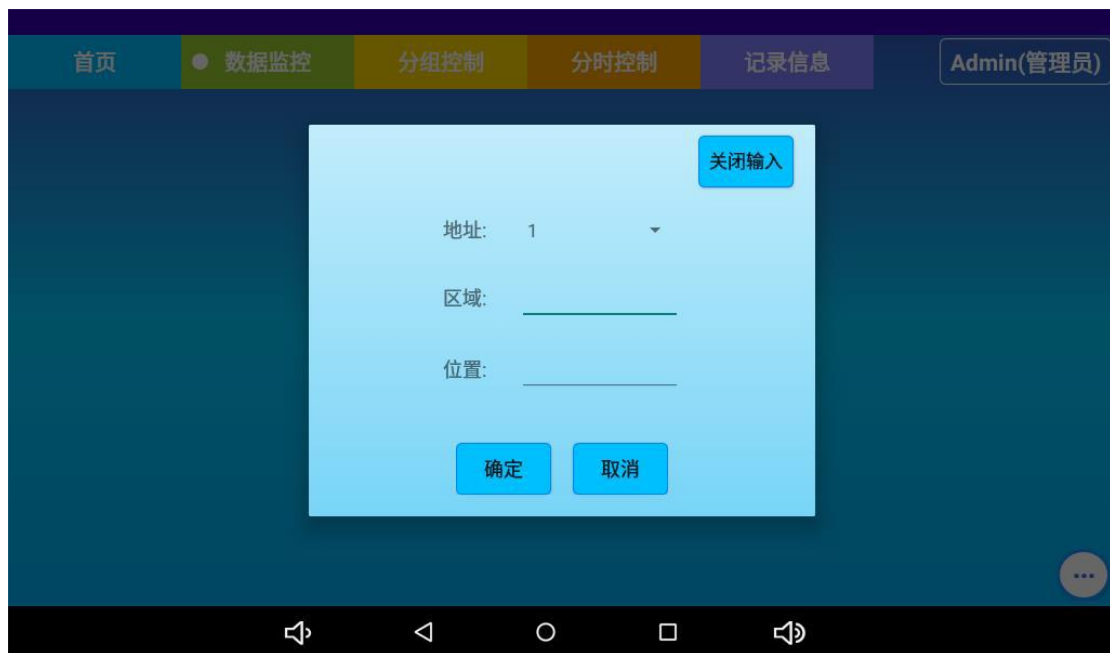 首页 数据监控 分组控制 分时控制 记录信息 Admin(管理员)
关闭输入
地址: 1
区域:
位置:
确定 取消